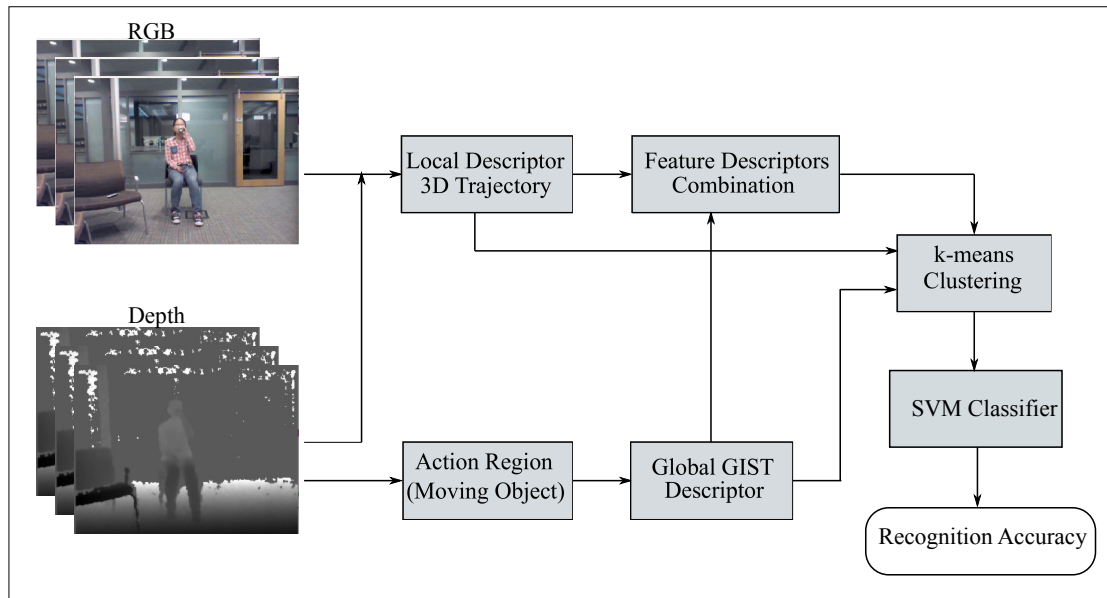 RGB
Local Descriptor
3D Trajectory
Feature Descriptors
Combination
k-means
Clustering
Depth
SVM Classifier
Action Region
(Moving Object)
Global GIST
Descriptor
Recognition Accuracy